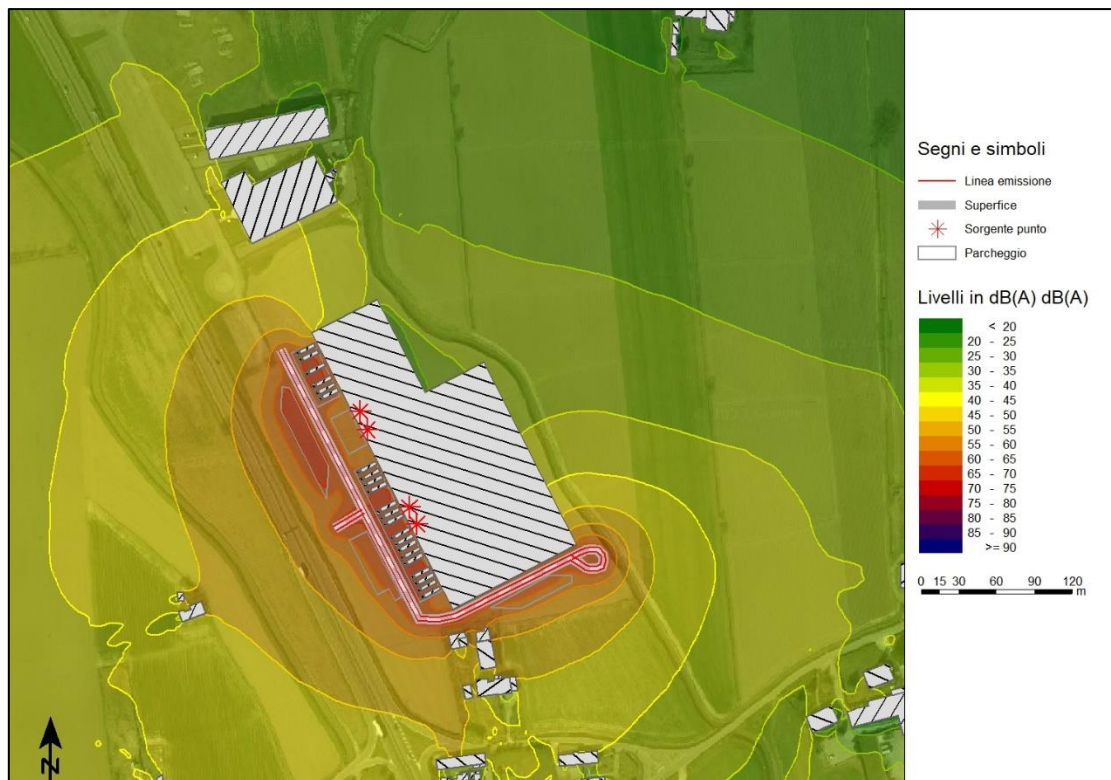 Segni e simboli
Linea emissione
Superfice
Sorgente punto
Parcheggio
Livelli in dB(A) dB(A)
< 20
20 - 25
25 - 30
30 - 35
35 - 40
40 - 45
45 - 50
50 - 55
55 - 60
60 - 65
65 - 70
70 - 75
75 - 80
80 - 85
85 - 90
>= 90
0 15 30 60 90 120
m
N